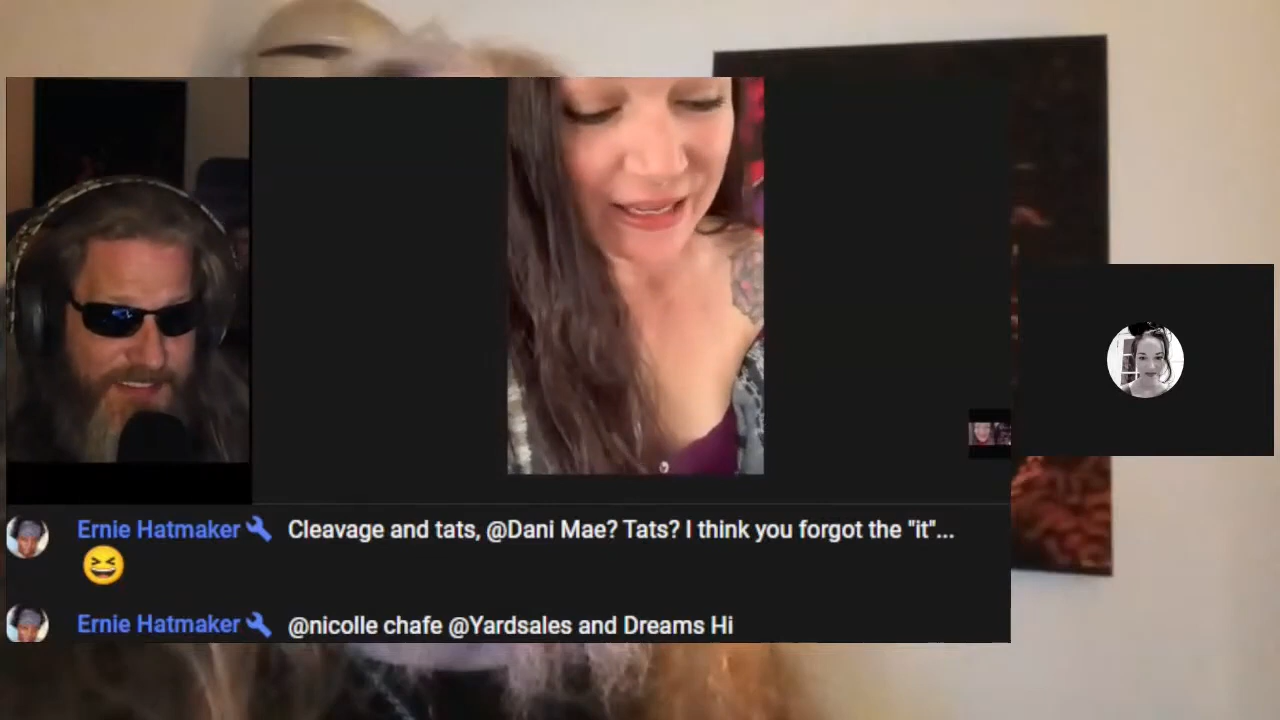 Ernie Hatmaker Cleavage and tats, @Dani Mae? Tats? I think you forgot the "it"...
😆
Ernie Hatmaker @nicolle chafe @Yardsales and Dreams Hi